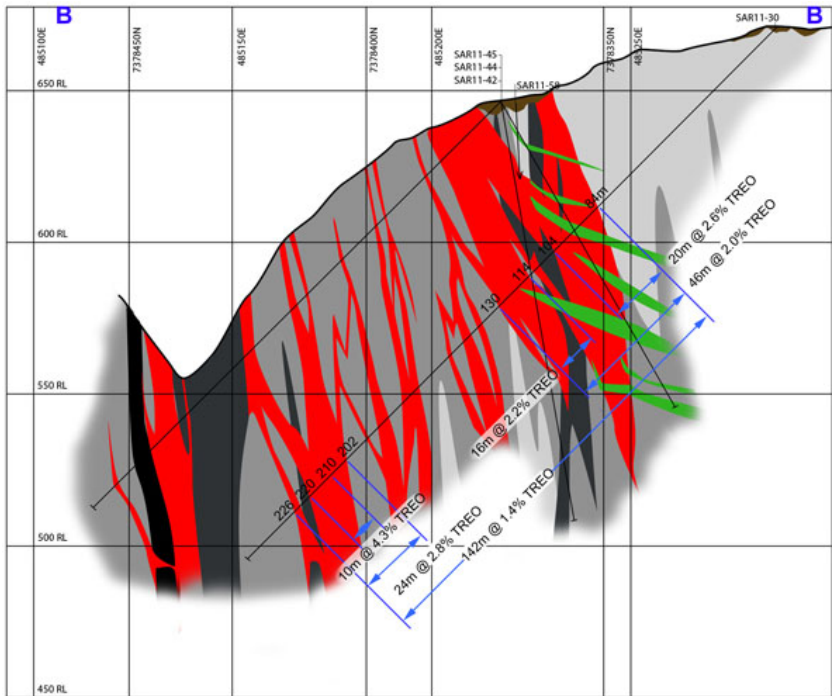 B
B
485100E
7378450N
485150E
7378400N
485200E
7378350N
485250E
SAR11-30
SAR11-45
SAR11-44
SAR11-42
SAR11-58
650 RL
600 RL
550 RL
500 RL
450 RL
84m
104
114
130
202
210
220
226
20m @ 2.6% TREO
46m @ 2.0% TREO
16m @ 2.2% TREO
142m @ 1.4% TREO
10m @ 4.3% TREO
24m @ 2.8% TREO